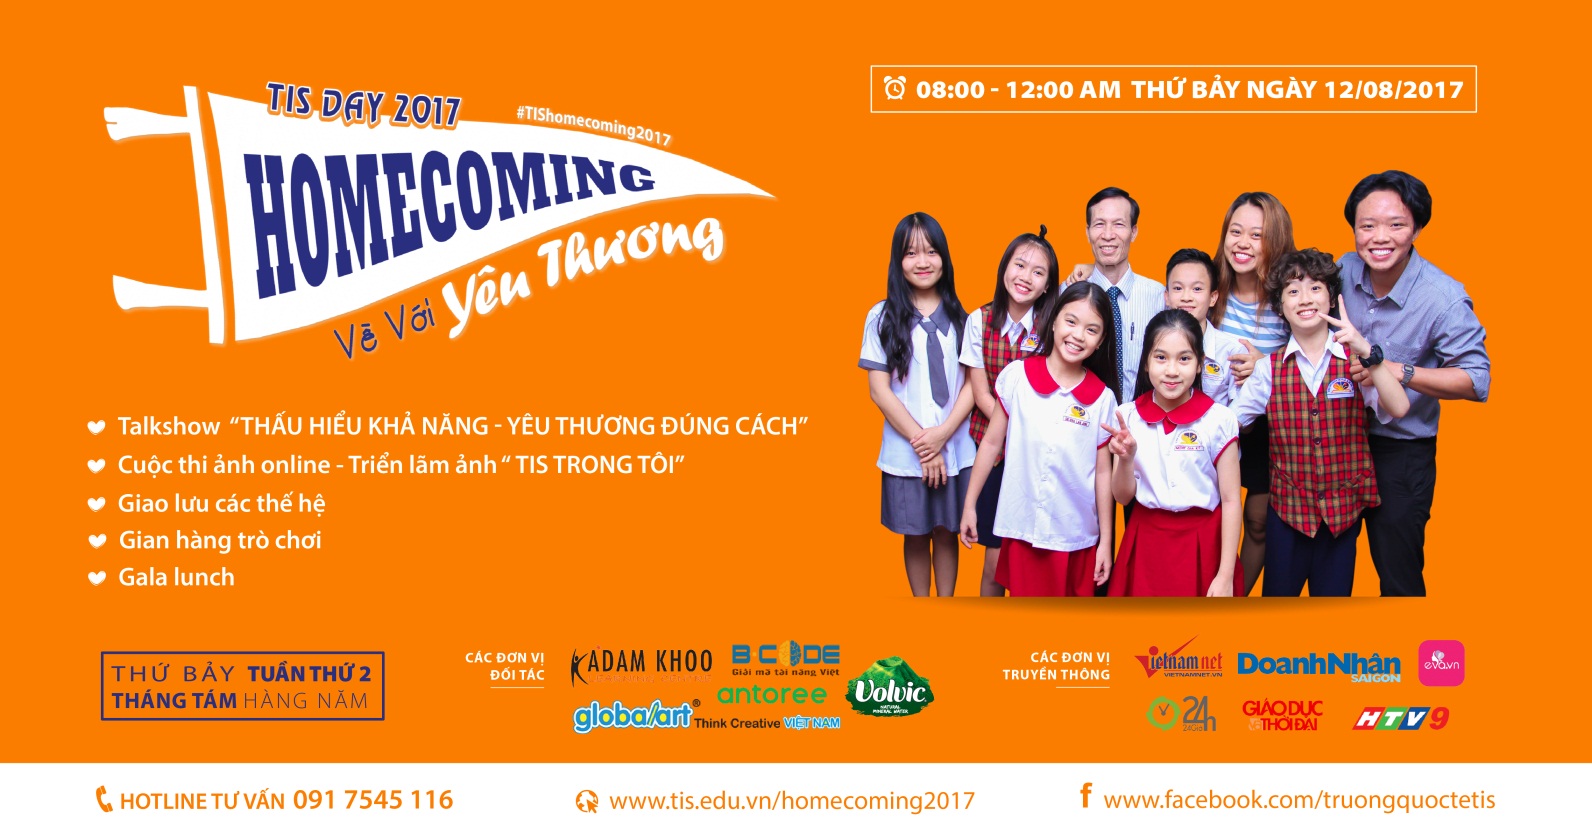 TIS DAY 2017
#TIShomecoming2017
HOMECOMING
Về Với Yêu Thương
08:00 - 12:00 AM THỨ BẢY NGÀY 12/08/2017
Talkshow “THẤU HIỂU KHẢ NĂNG - YÊU THƯƠNG ĐÚNG CÁCH”
Cuộc thi ảnh online - Triển lãm ảnh “ TIS TRONG TÔI”
Giao lưu các thế hệ
Gian hàng trò chơi
Gala lunch
THỨ BẢY TUẦN THỨ 2
THÁNG TÁM HÀNG NĂM
CÁC ĐƠN VỊ
ĐỐI TÁC
ADAM KHOO
B·CODE
Giải mã tài năng Việt
antoree
globalart®
Think Creative VIỆT NAM
Volvic
NATURAL
MINERAL WATER
CÁC ĐƠN VỊ
TRUYỀN THÔNG
vietnamnet
VIETNAMNET.VN
DoanhNhân
SAIGON
eva.vn
24h
GIÁO DỤC
& THỜI ĐẠI
HTV9
HOTLINE TƯ VẤN 091 7545 116
www.tis.edu.vn/homecoming2017
f www.facebook.com/truongquoctetis